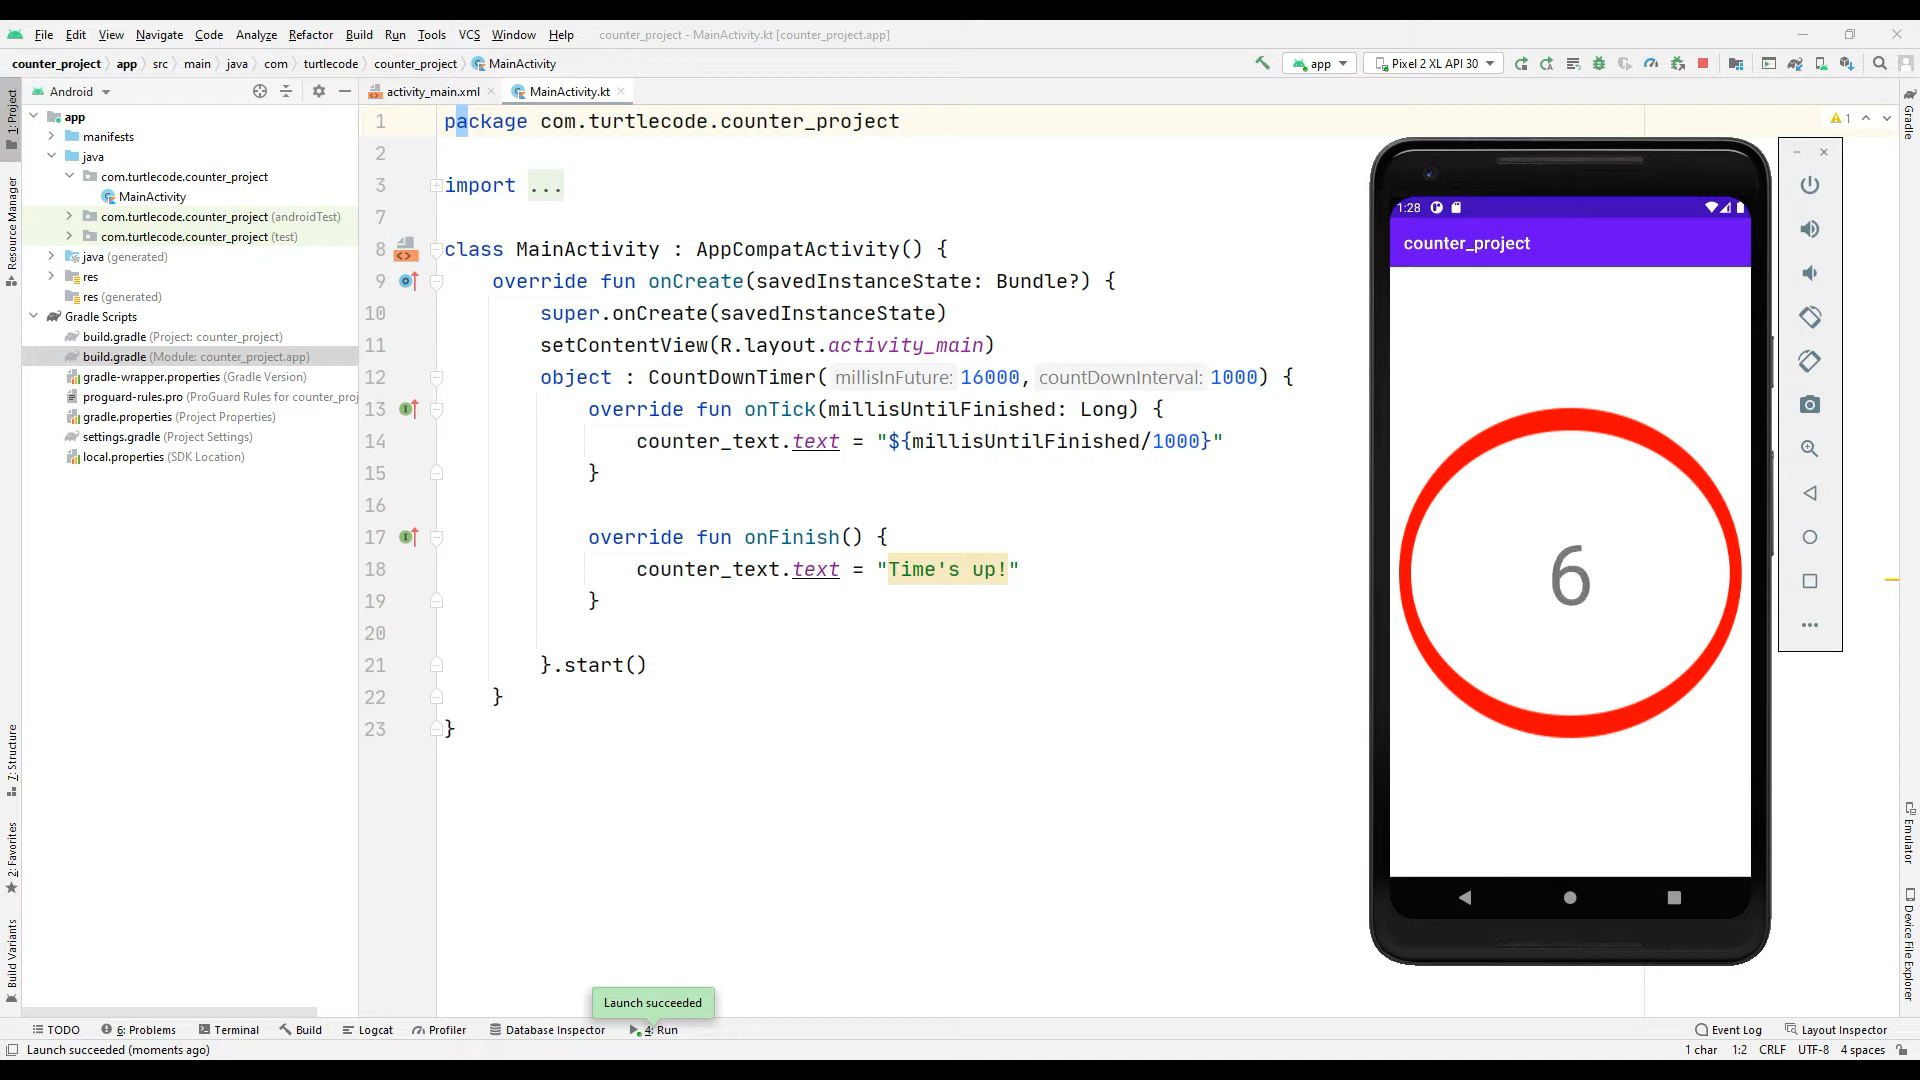 File Edit View Navigate Code Analyze Refactor Build Run Tools VCS Window Help counter_project - MainActivity.kt [counter_project.app]
counter_project app src main java com turtlecode counter_project MainActivity app Pixel 2 XL API 30
Android activity_main.xml MainActivity.kt
1: Project
Resource Manager
7: Structure
2: Favorites
Build Variants
app
manifests
java
com.turtlecode.counter_project
MainActivity
com.turtlecode.counter_project (androidTest)
com.turtlecode.counter_project (test)
java (generated)
res
res (generated)
Gradle Scripts
build.gradle (Project: counter_project)
build.gradle (Module: counter_project.app)
gradle-wrapper.properties (Gradle Version)
proguard-rules.pro (ProGuard Rules for counter_proj
gradle.properties (Project Properties)
settings.gradle (Project Settings)
local.properties (SDK Location)
1 package com.turtlecode.counter_project
2
3 import ...
7
8 class MainActivity : AppCompatActivity() {
9 override fun onCreate(savedInstanceState: Bundle?) {
10 super.onCreate(savedInstanceState)
11 setContentView(R.layout.activity_main)
12 object : CountDownTimer( millisInFuture: 16000, countDownInterval: 1000) {
13 override fun onTick(millisUntilFinished: Long) {
14 counter_text.text = "${millisUntilFinished/1000}"
15 }
16
17 override fun onFinish() {
18 counter_text.text = "Time's up!"
19 }
20
21 }.start()
22 }
23 }
1
1:28
counter_project
6
Gradle
Emulator
Device File Explorer
Launch succeeded
TODO 6: Problems Terminal Build Logcat Profiler Database Inspector 4: Run Event Log Layout Inspector
Launch succeeded (moments ago) 1 char 1:2 CRLF UTF-8 4 spaces